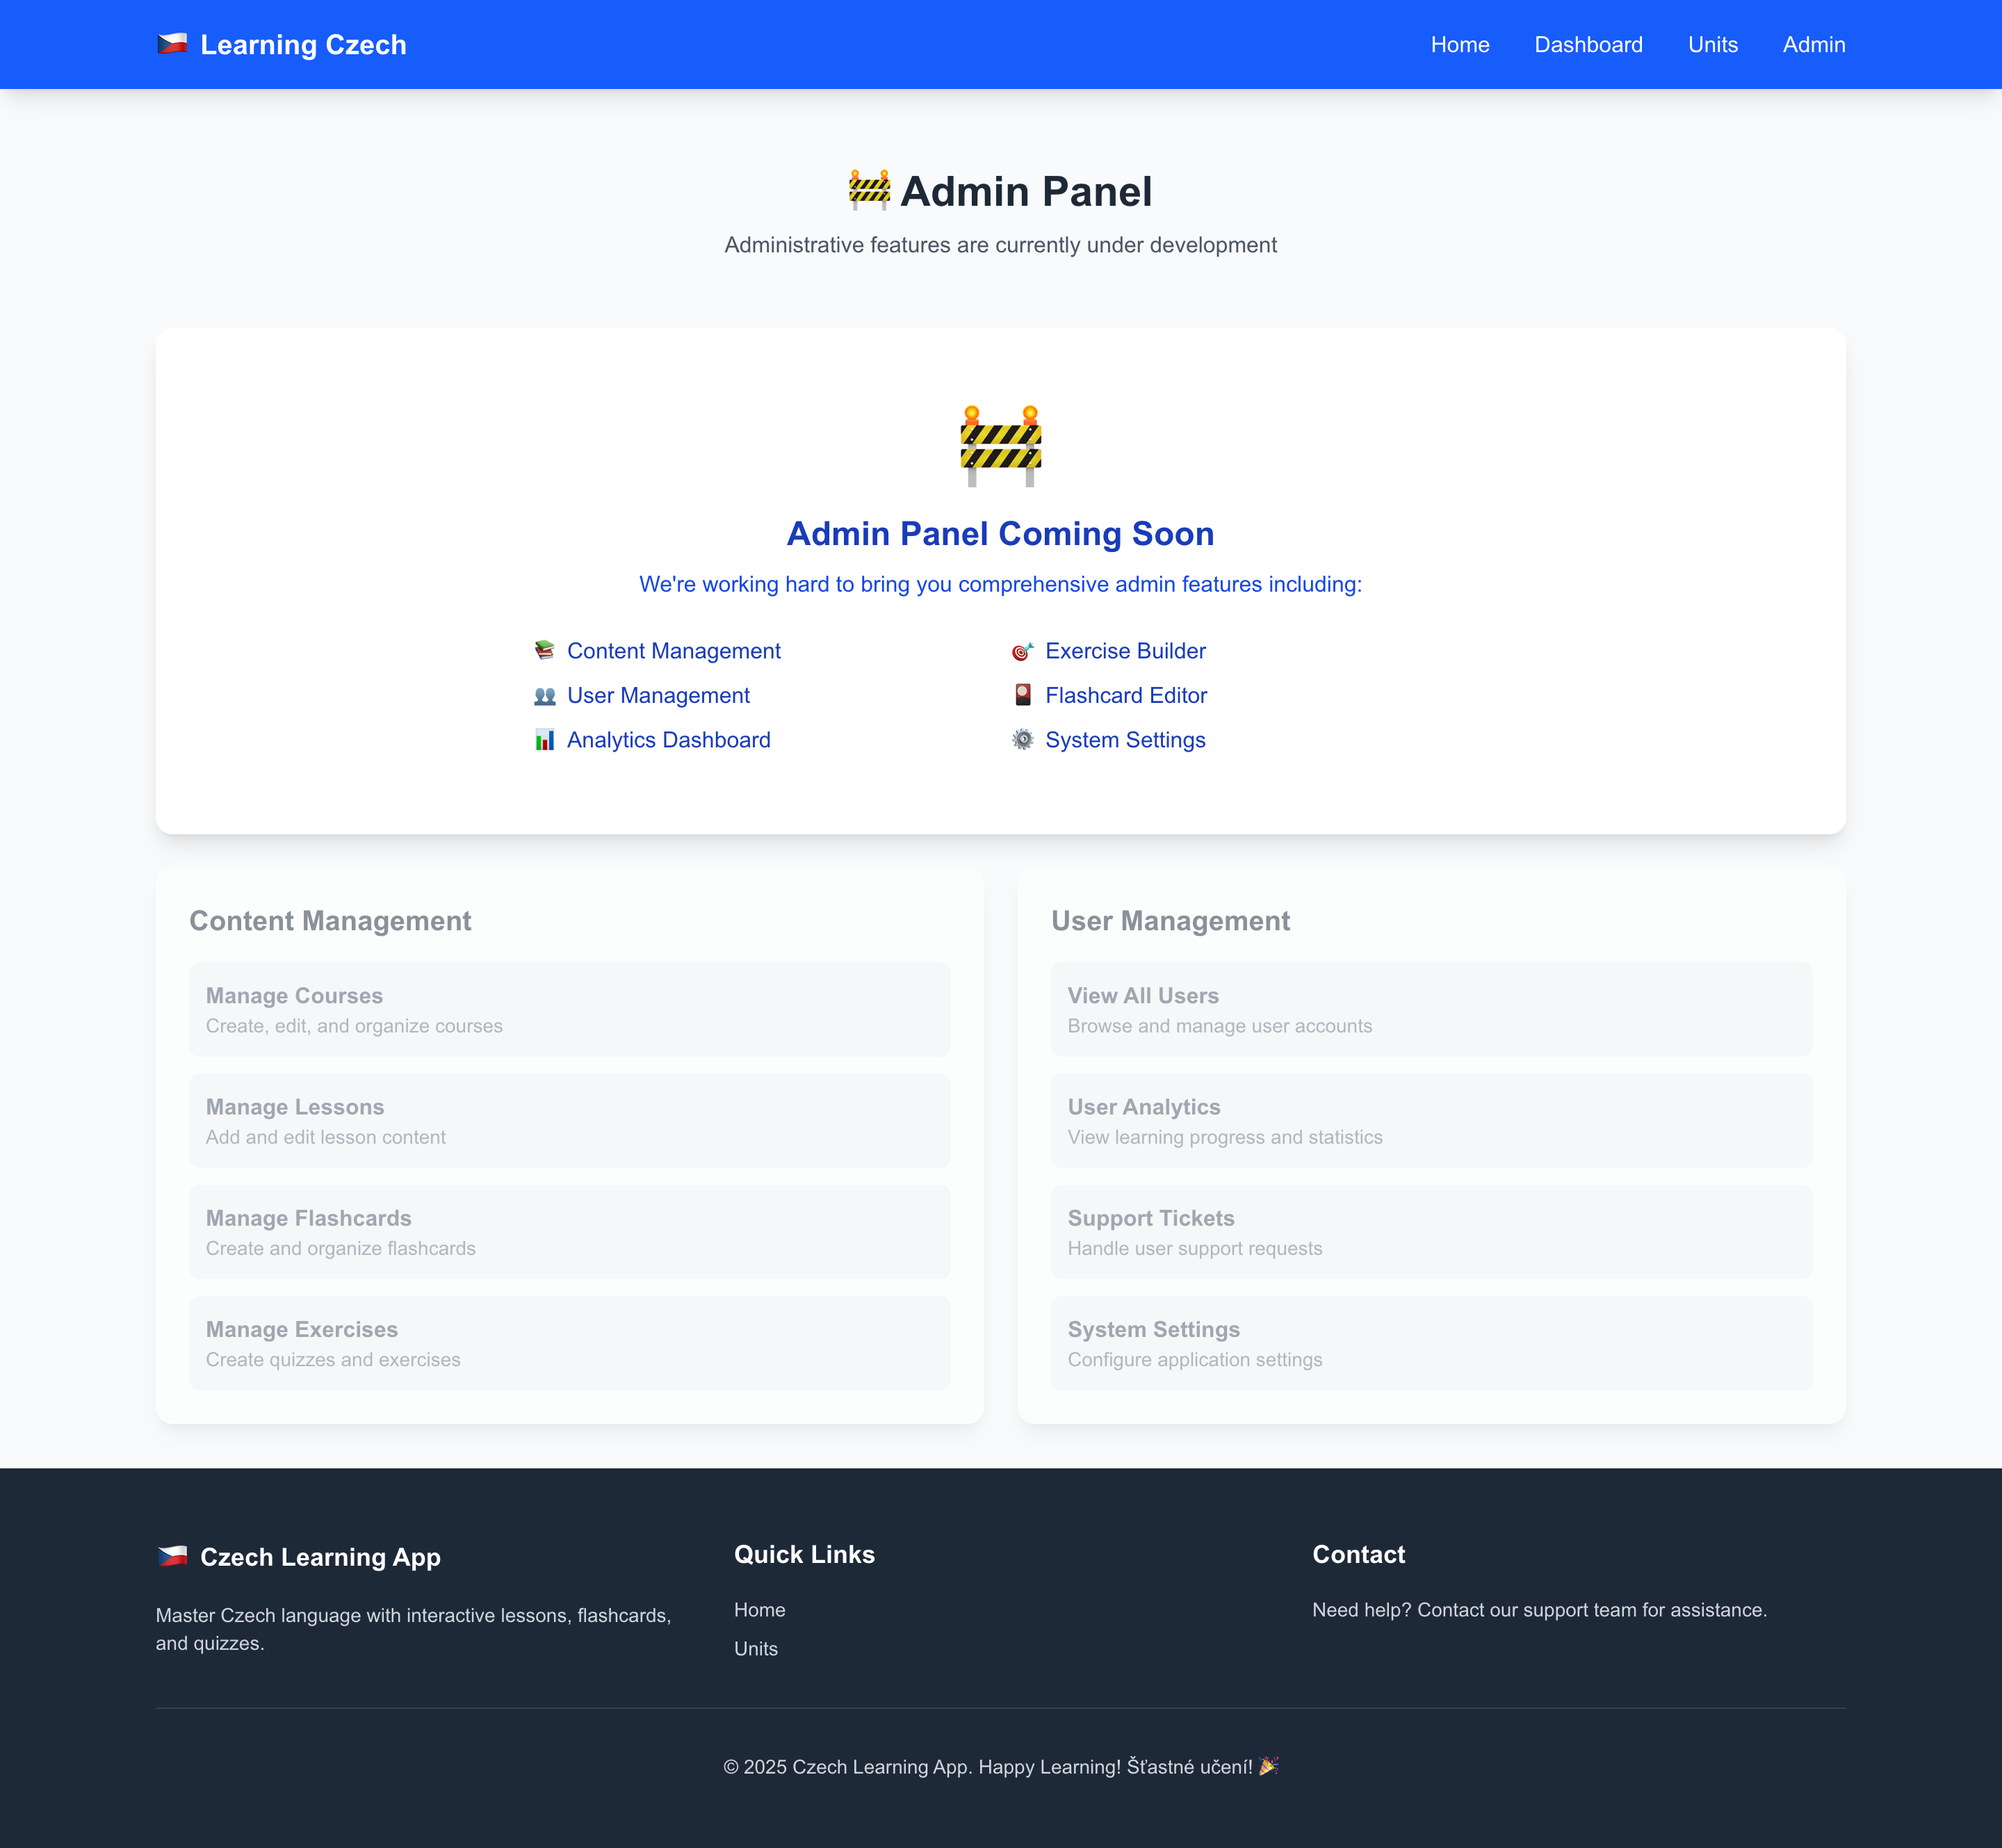 🇨🇿 Learning Czech
Home Dashboard Units Admin
🚧 Admin Panel
Administrative features are currently under development
🚧
Admin Panel Coming Soon
We're working hard to bring you comprehensive admin features including:
📚 Content Management
👥 User Management
📊 Analytics Dashboard
🎯 Exercise Builder
🎴 Flashcard Editor
⚙️ System Settings
Content Management
Manage Courses
Create, edit, and organize courses
Manage Lessons
Add and edit lesson content
Manage Flashcards
Create and organize flashcards
Manage Exercises
Create quizzes and exercises
User Management
View All Users
Browse and manage user accounts
User Analytics
View learning progress and statistics
Support Tickets
Handle user support requests
System Settings
Configure application settings
🇨🇿 Czech Learning App
Master Czech language with interactive lessons, flashcards,
and quizzes.
Quick Links
Home
Units
Contact
Need help? Contact our support team for assistance.
© 2025 Czech Learning App. Happy Learning! Šťastné učení! 🎉